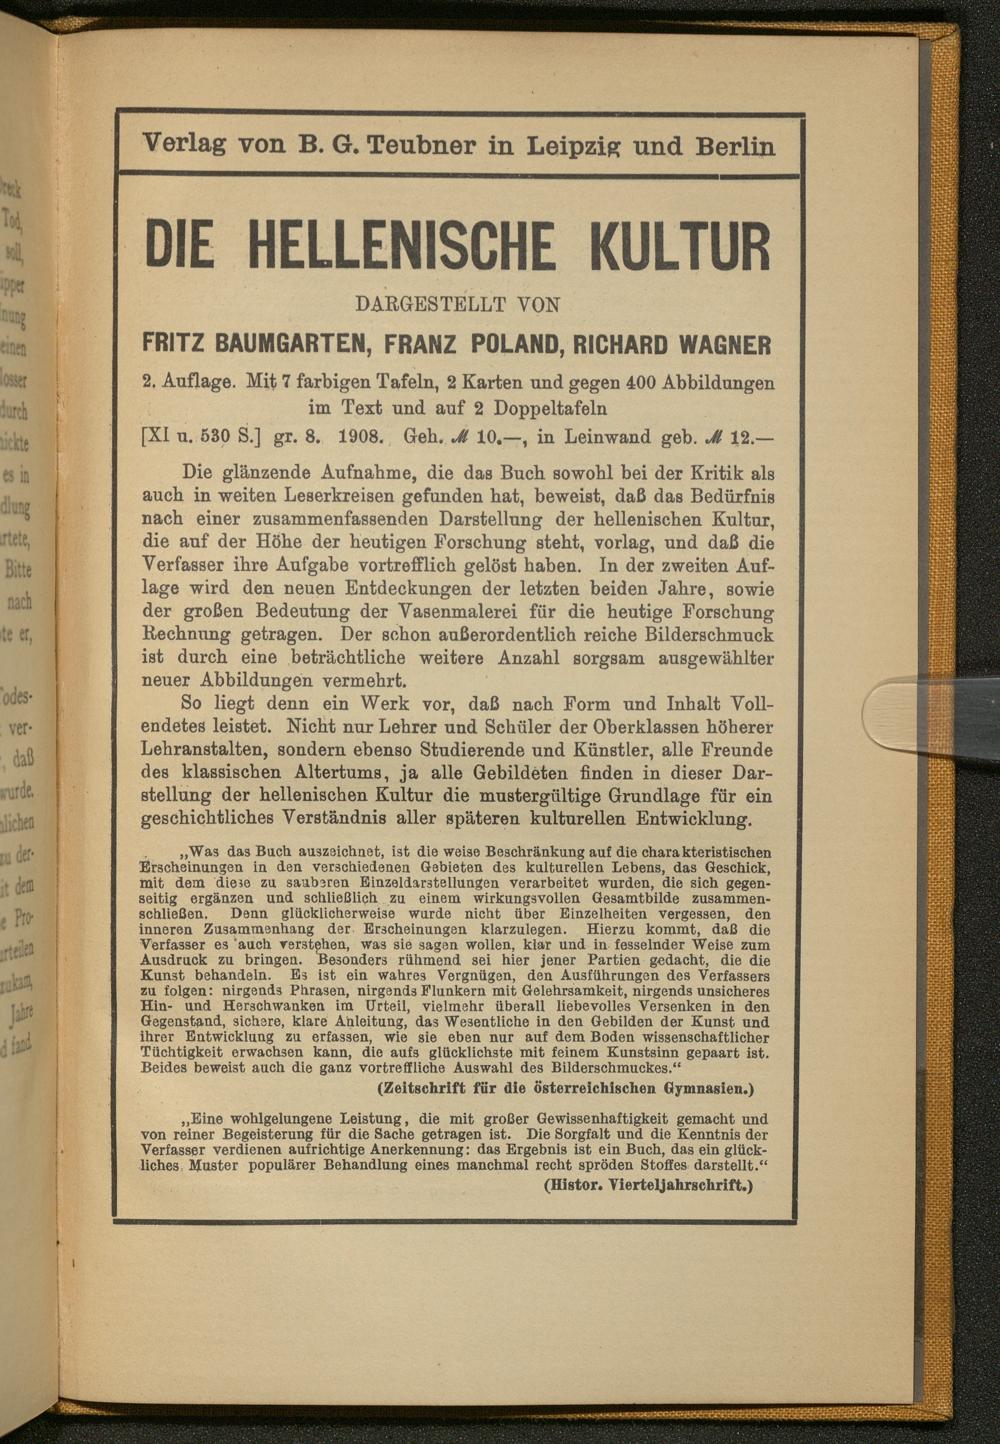 Verlag von B. G. Teubner in Leipzig und Berlin
DIE HELLENISCHE KULTUR
DARGESTELLT VON
FRITZ BAUMGARTEN, FRANZ POLAND, RICHARD WAGNER
2. Auflage. Mit 7 farbigen Tafeln, 2 Karten und gegen 400 Abbildungen
im Text und auf 2 Doppeltafeln
[XI u. 530 S.] gr. 8. 1908. Geh. ℳ 10.—, in Leinwand geb. ℳ 12.—
Die glänzende Aufnahme, die das Buch sowohl bei der Kritik als
auch in weiten Leserkreisen gefunden hat, beweist, daß das Bedürfnis
nach einer zusammenfassenden Darstellung der hellenischen Kultur,
die auf der Höhe der heutigen Forschung steht, vorlag, und daß die
Verfasser ihre Aufgabe vortrefflich gelöst haben. In der zweiten Auf-
lage wird den neuen Entdeckungen der letzten beiden Jahre, sowie
der großen Bedeutung der Vasenmalerei für die heutige Forschung
Rechnung getragen. Der schon außerordentlich reiche Bilderschmuck
ist durch eine beträchtliche weitere Anzahl sorgsam ausgewählter
neuer Abbildungen vermehrt.
So liegt denn ein Werk vor, daß nach Form und Inhalt Voll-
endetes leistet. Nicht nur Lehrer und Schüler der Oberklassen höherer
Lehranstalten, sondern ebenso Studierende und Künstler, alle Freunde
des klassischen Altertums, ja alle Gebildeten finden in dieser Dar-
stellung der hellenischen Kultur die mustergültige Grundlage für ein
geschichtliches Verständnis aller späteren kulturellen Entwicklung.
„Was das Buch auszeichnet, ist die weise Beschränkung auf die charakteristischen
Erscheinungen in den verschiedenen Gebieten des kulturellen Lebens, das Geschick,
mit dem diese zu sauberen Einzeldarstellungen verarbeitet wurden, die sich gegen-
seitig ergänzen und schließlich zu einem wirkungsvollen Gesamtbilde zusammen-
schließen. Denn glücklicherweise wurde nicht über Einzelheiten vergessen, den
inneren Zusammenhang der Erscheinungen klarzulegen. Hierzu kommt, daß die
Verfasser es auch verstehen, was sie sagen wollen, klar und in fesselnder Weise zum
Ausdruck zu bringen. Besonders rühmend sei hier jener Partien gedacht, die die
Kunst behandeln. Es ist ein wahres Vergnügen, den Ausführungen des Verfassers
zu folgen: nirgends Phrasen, nirgends Flunkern mit Gelehrsamkeit, nirgends unsicheres
Hin- und Herschwanken im Urteil, vielmehr überall liebevolles Versenken in den
Gegenstand, sichere, klare Anleitung, das Wesentliche in den Gebilden der Kunst und
ihrer Entwicklung zu erfassen, wie sie eben nur auf dem Boden wissenschaftlicher
Tüchtigkeit erwachsen kann, die aufs glücklichste mit feinem Kunstsinn gepaart ist.
Beides beweist auch die ganz vortreffliche Auswahl des Bilderschmuckes.“
(Zeitschrift für die österreichischen Gymnasien.)
„Eine wohlgelungene Leistung, die mit großer Gewissenhaftigkeit gemacht und
von reiner Begeisterung für die Sache getragen ist. Die Sorgfalt und die Kenntnis der
Verfasser verdienen aufrichtige Anerkennung: das Ergebnis ist ein Buch, das ein glück-
liches Muster populärer Behandlung eines manchmal recht spröden Stoffes darstellt.“
(Histor. Vierteljahrschrift.)